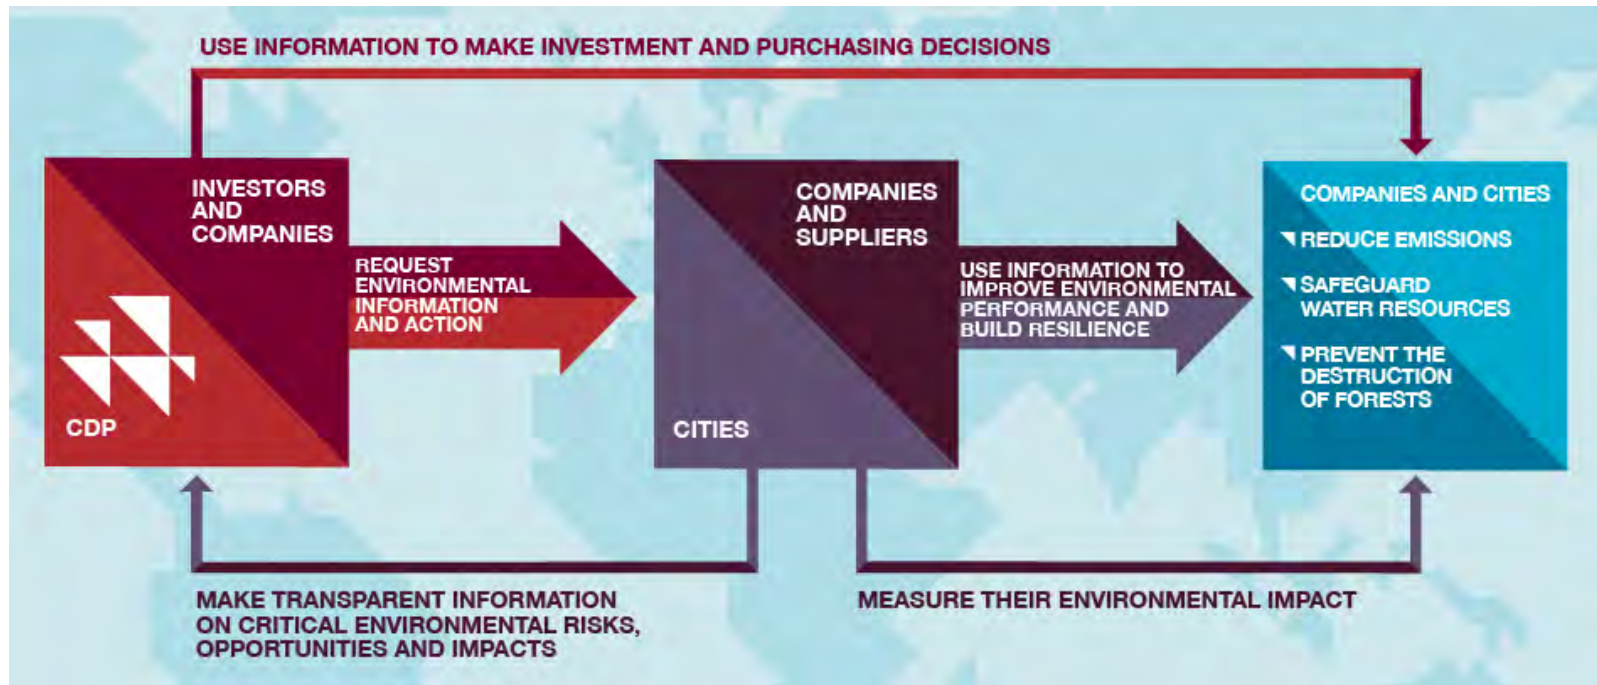 USE INFORMATION TO MAKE INVESTMENT AND PURCHASING DECISIONS
INVESTORS
AND
COMPANIES
CDP
REQUEST
ENVIRONMENTAL
INFORMATION
AND ACTION
COMPANIES
AND
SUPPLIERS
CITIES
USE INFORMATION TO
IMPROVE ENVIRONMENTAL
PERFORMANCE AND
BUILD RESILIENCE
COMPANIES AND CITIES
REDUCE EMISSIONS
SAFEGUARD
WATER RESOURCES
PREVENT THE
DESTRUCTION
OF FORESTS
MAKE TRANSPARENT INFORMATION
ON CRITICAL ENVIRONMENTAL RISKS,
OPPORTUNITIES AND IMPACTS
MEASURE THEIR ENVIRONMENTAL IMPACT